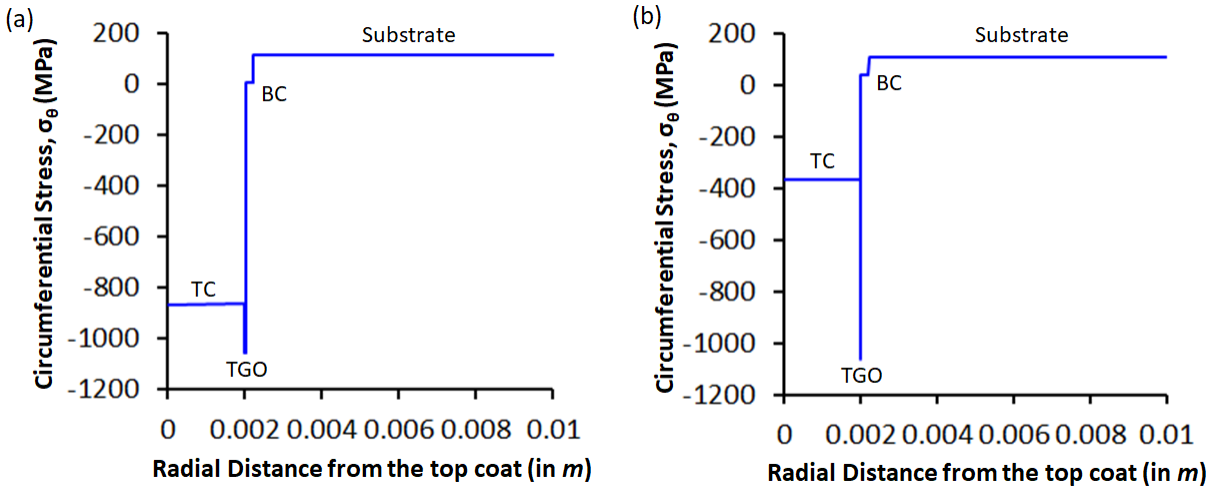 (a)
Circumferential Stress, σθ (MPa)
200
0
-200
-400
-600
-800
-1000
-1200
Substrate
BC
TC
TGO
0 0.002 0.004 0.006 0.008 0.01
Radial Distance from the top coat (in m)
(b)
Circumferential Stress, σθ (MPa)
200
0
-200
-400
-600
-800
-1000
-1200
Substrate
BC
TC
TGO
0 0.002 0.004 0.006 0.008 0.01
Radial Distance from the top coat (in m)